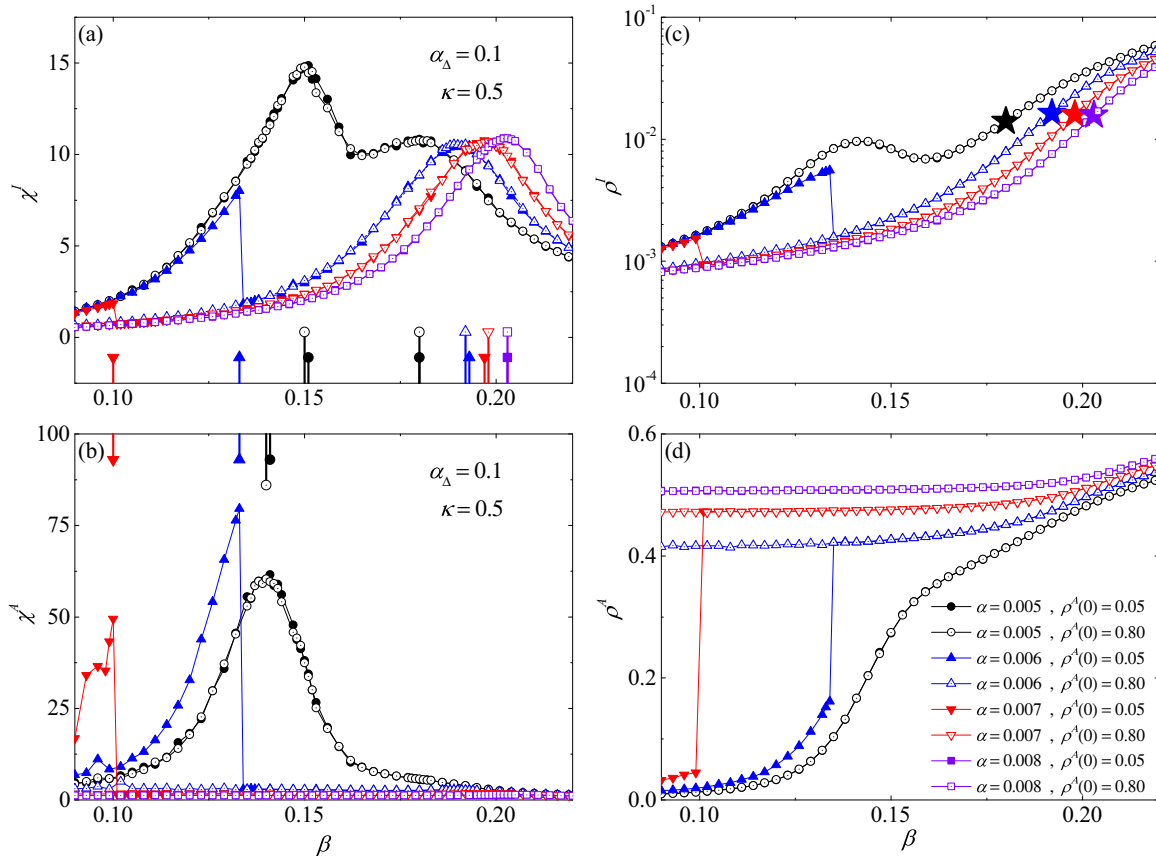 (a)
α_Δ = 0.1
κ = 0.5
χ^I
15
10
5
0
0.10
0.15
0.20
(c)
ρ^I
10^-1
10^-2
10^-3
10^-4
0.10
0.15
0.20
(b)
α_Δ = 0.1
κ = 0.5
χ^A
100
75
50
25
0
0.10
0.15
0.20
β
(d)
ρ^A
0.6
0.4
0.2
0.0
α = 0.005 , ρ^A(0) = 0.05
α = 0.005 , ρ^A(0) = 0.80
α = 0.006 , ρ^A(0) = 0.05
α = 0.006 , ρ^A(0) = 0.80
α = 0.007 , ρ^A(0) = 0.05
α = 0.007 , ρ^A(0) = 0.80
α = 0.008 , ρ^A(0) = 0.05
α = 0.008 , ρ^A(0) = 0.80
0.10
0.15
0.20
β